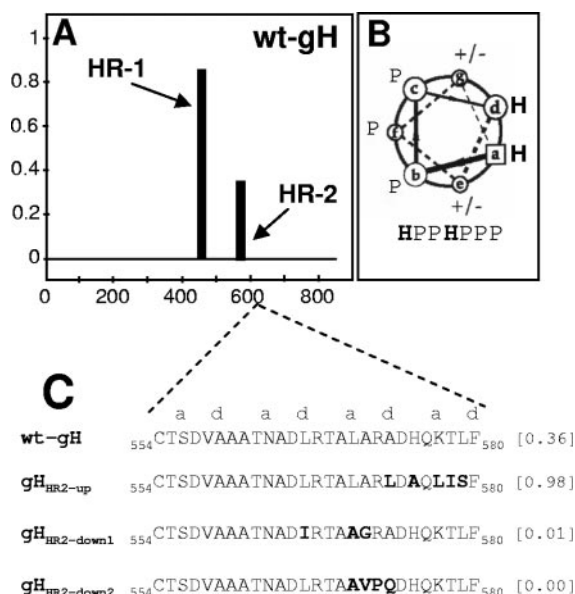 A
wt-gH
1
0.8
0.6
0.4
0.2
0
HR-1
HR-2
0 200 400 600 800
B
+/-
P c g d H
P f a H
P b e
+/-
HPPHPPP
C
a d a d a d a d
wt-gH 554CTSDVAAATNADLRTALARADHQKTLF580 [0.36]
gHHR2-up 554CTSDVAAATNADLRTALARLDAQLISF580 [0.98]
gHHR2-down1 554CTSDVAAATNADIRTAAGRADHQKTLF580 [0.01]
gHHR2-down2 554CTSDVAAATNADLRTAAVPQDHQKTLF580 [0.00]